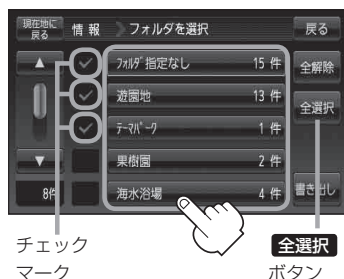 現在地に
戻る
情報
フォルダを選択
戻る
ﾌｫﾙﾀﾞ指定なし 15 件
全解除
遊園地 13 件
全選択
ﾃｰﾏﾊﾟｰｸ 1 件
果樹園 2 件
8件
海水浴場 4 件
書き出し
チェック
マーク
全選択
ボタン